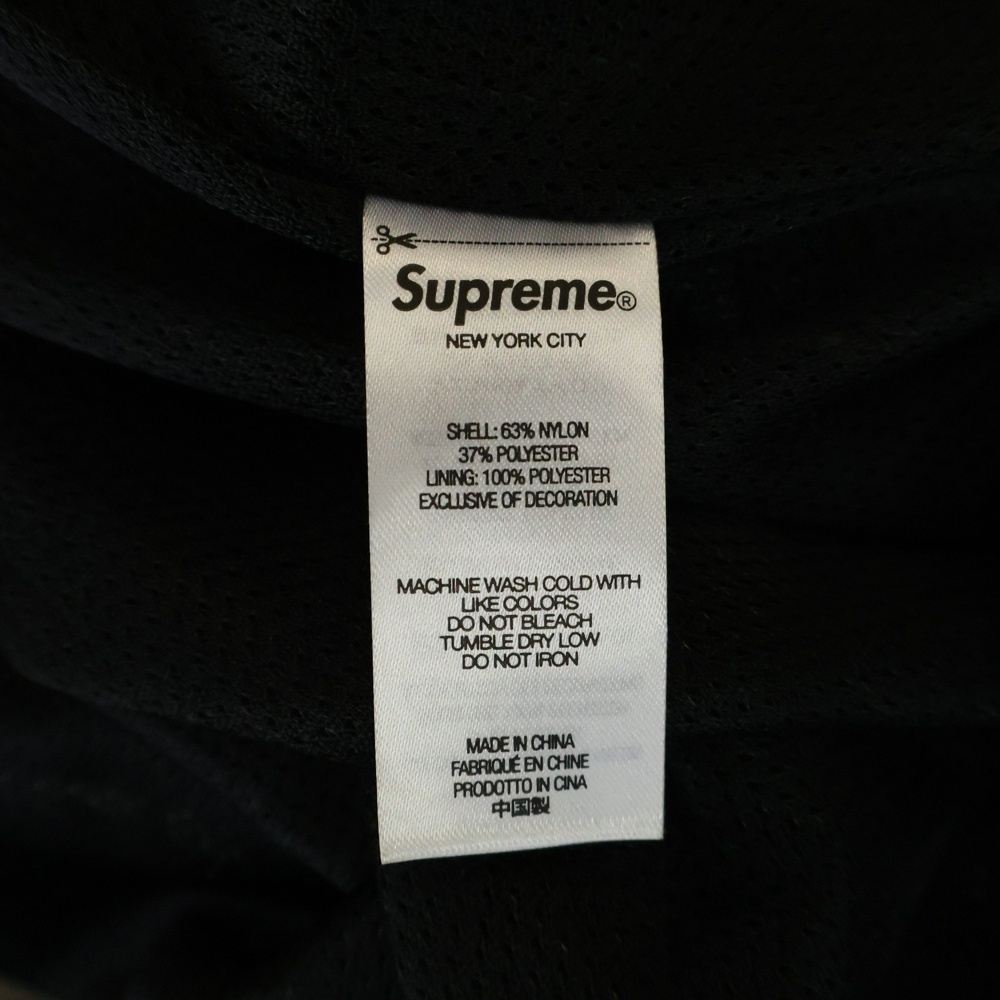 Supreme®
NEW YORK CITY
SHELL: 63% NYLON
37% POLYESTER
LINING: 100% POLYESTER
EXCLUSIVE OF DECORATION
MACHINE WASH COLD WITH
LIKE COLORS
DO NOT BLEACH
TUMBLE DRY LOW
DO NOT IRON
MADE IN CHINA
FABRIQUÉ EN CHINE
PRODOTTO IN CINA
中国製